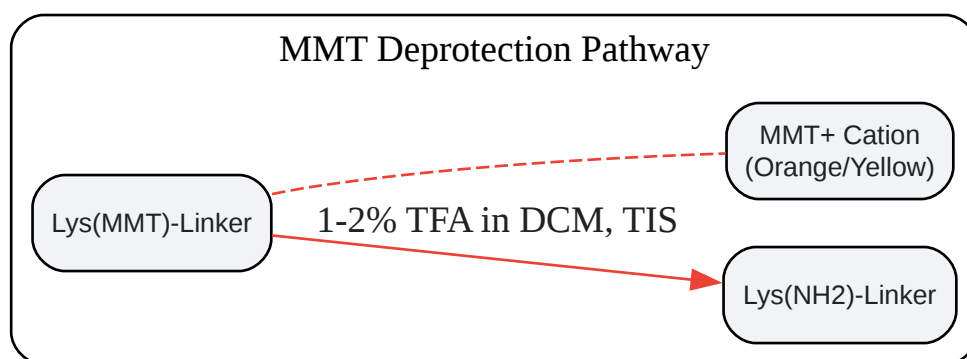 MMT Deprotection Pathway
MMT+ Cation
(Orange/Yellow)
Lys(MMT)-Linker
1-2% TFA in DCM, TIS
Lys(NH2)-Linker